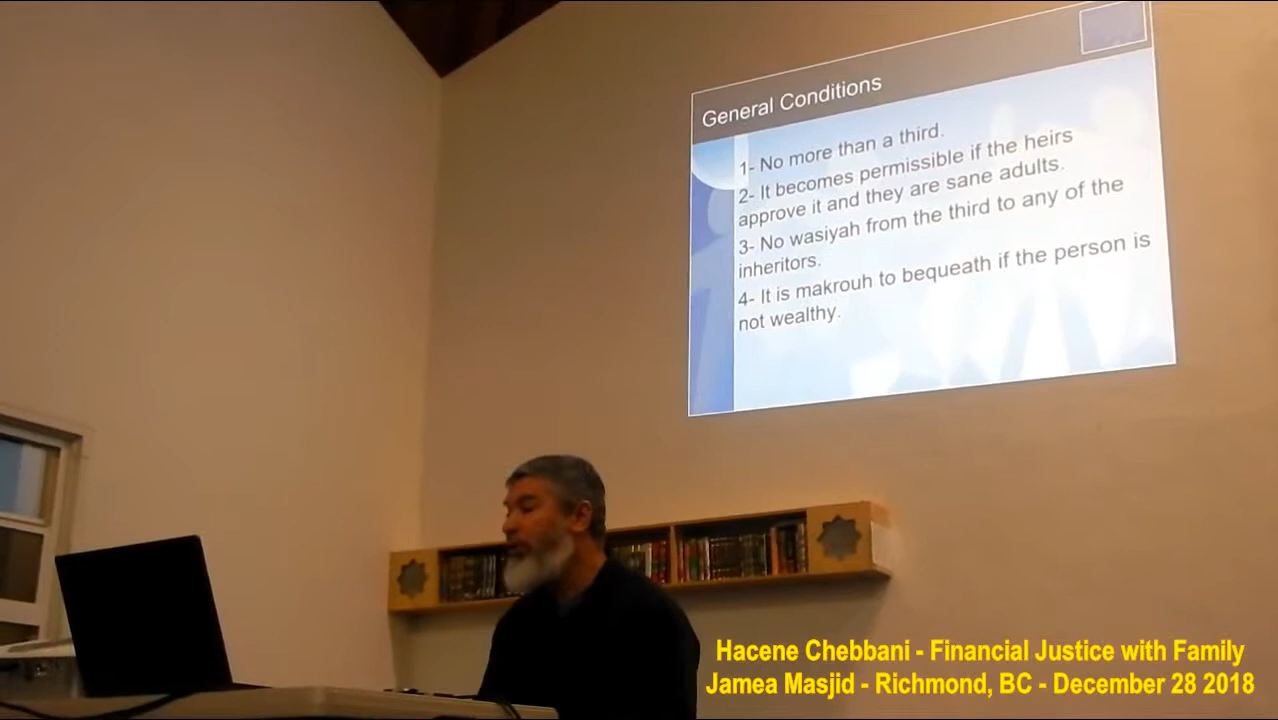 General Conditions
1- No more than a third.
2- It becomes permissible if the heirs
approve it and they are sane adults.
3- No wasiyah from the third to any of the
inheritors.
4- It is makrouh to bequeath if the person is
not wealthy.
Hacene Chebbani - Financial Justice with Family
Jamea Masjid - Richmond, BC - December 28 2018